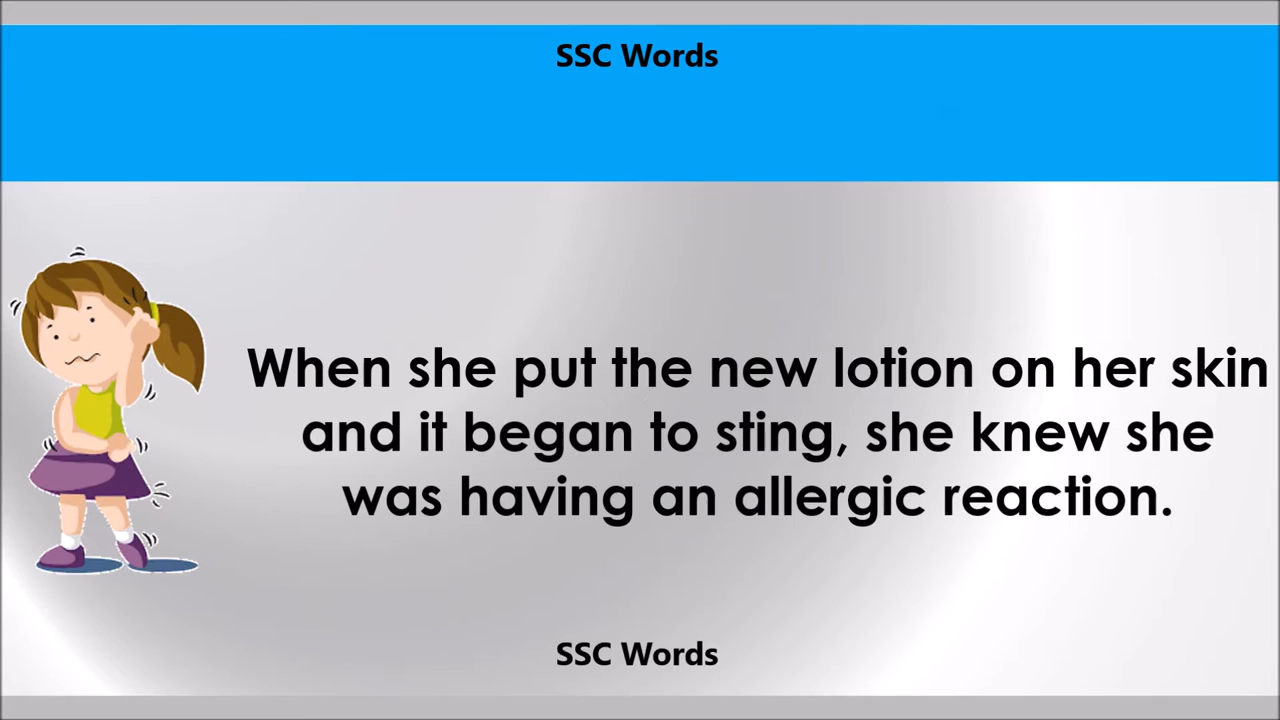 SSC Words
When she put the new lotion on her skin
and it began to sting, she knew she
was having an allergic reaction.
SSC Words